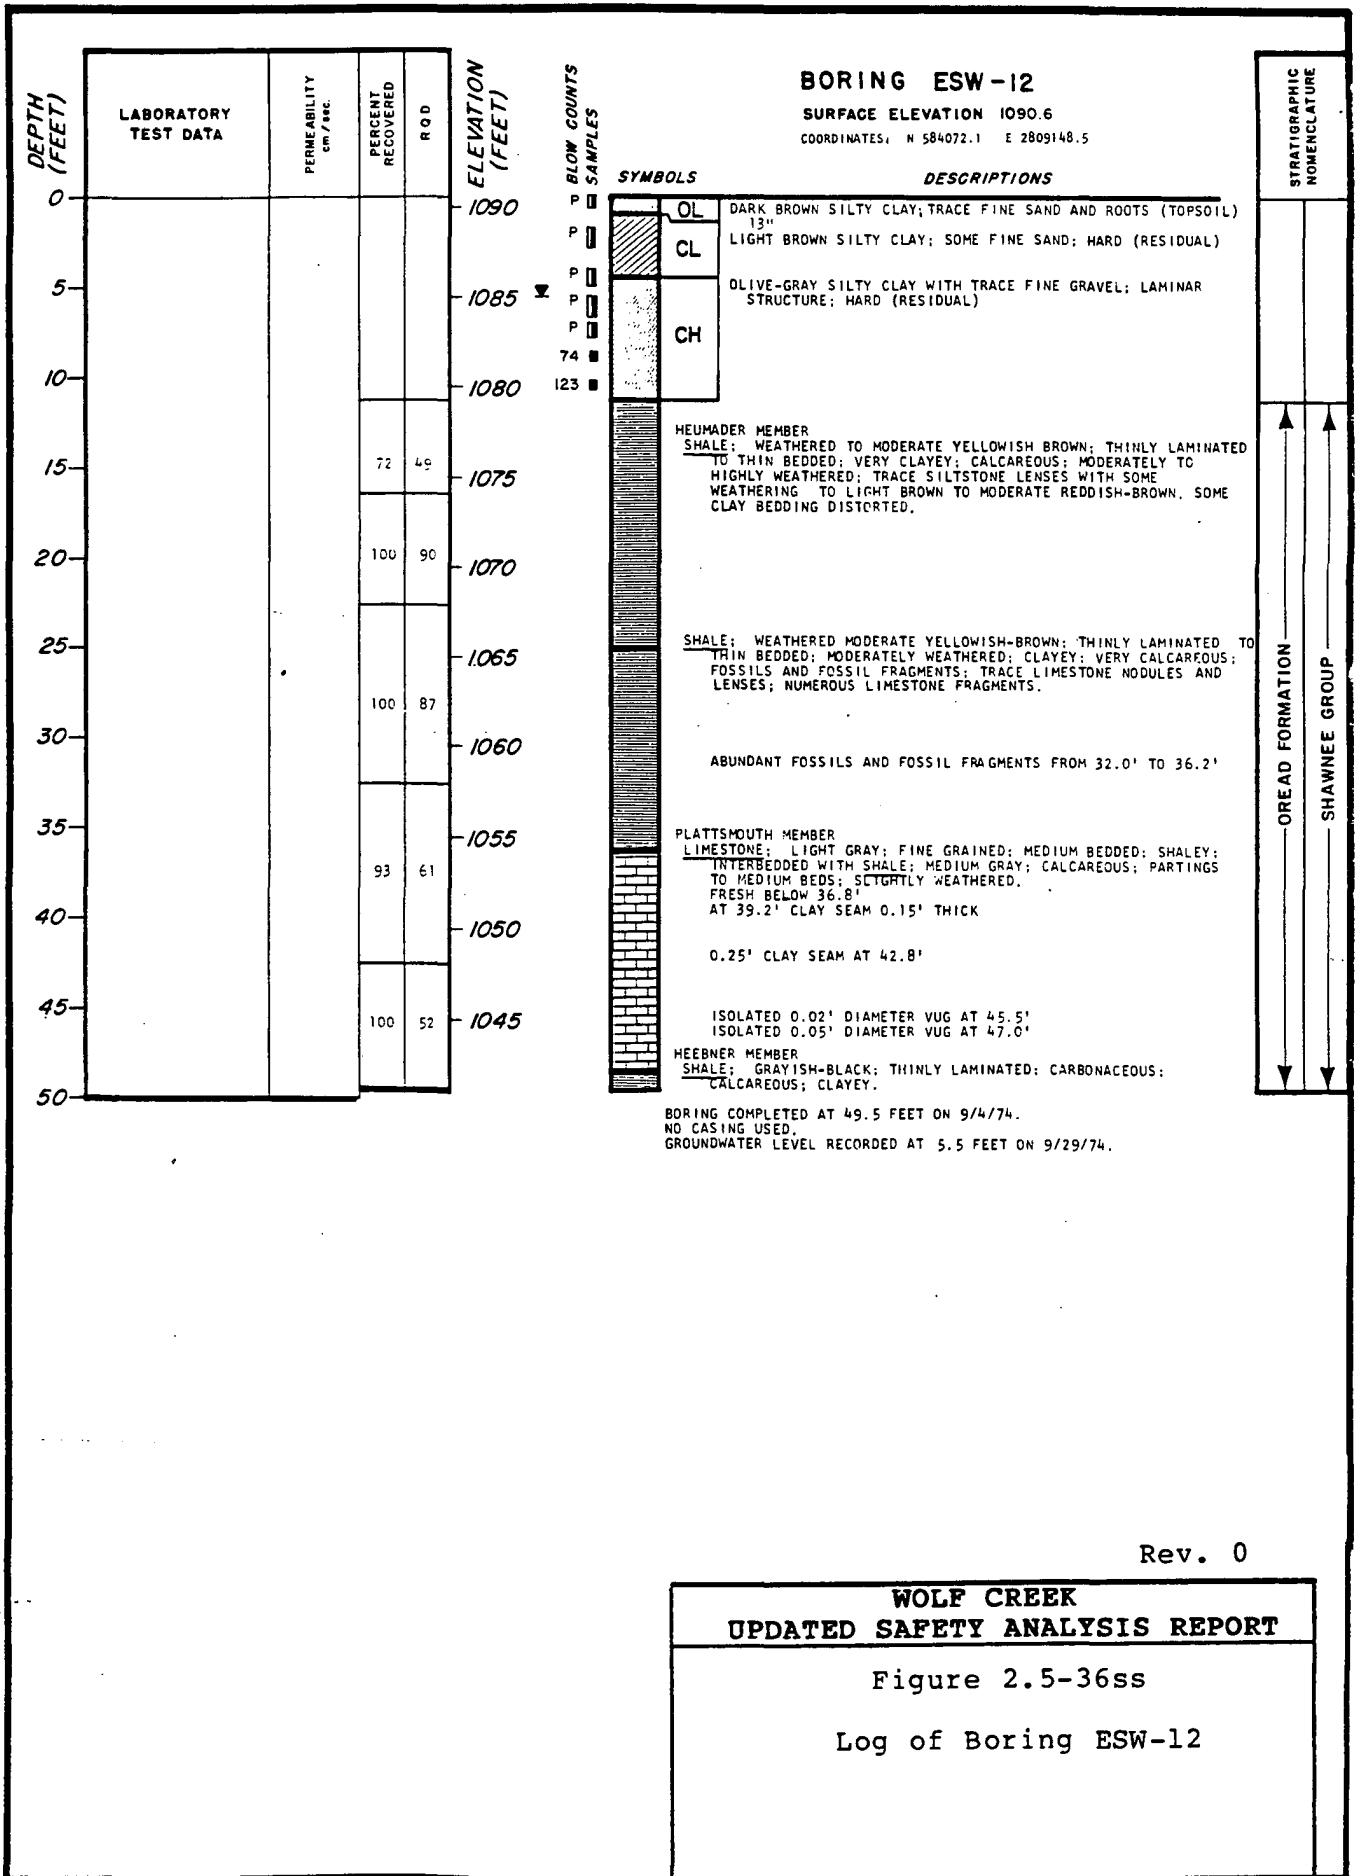 BORING ESW-12
SURFACE ELEVATION 1090.6
COORDINATES: N 584072.1 E 2809148.5
DEPTH (FEET)
LABORATORY TEST DATA
PERMEABILITY cm/sec.
PERCENT RECOVERED
RQD
ELEVATION (FEET)
BLOW COUNTS
SAMPLES
SYMBOLS
DESCRIPTIONS
STRATIGRAPHIC NOMENCLATURE
0
5
10
15
20
25
30
35
40
45
50
72 49
100 90
100 87
93 61
100 52
1090
1085
1080
1075
1070
1065
1060
1055
1050
1045
P
P
P
P
P
74
123
OL
CL
CH
DARK BROWN SILTY CLAY; TRACE FINE SAND AND ROOTS (TOPSOIL)
13"
LIGHT BROWN SILTY CLAY; SOME FINE SAND; HARD (RESIDUAL)
OLIVE-GRAY SILTY CLAY WITH TRACE FINE GRAVEL; LAMINAR
STRUCTURE; HARD (RESIDUAL)
HEUMADER MEMBER
SHALE; WEATHERED TO MODERATE YELLOWISH BROWN; THINLY LAMINATED
TO THIN BEDDED; VERY CLAYEY; CALCAREOUS; MODERATELY TO
HIGHLY WEATHERED; TRACE SILTSTONE LENSES WITH SOME
WEATHERING TO LIGHT BROWN TO MODERATE REDDISH-BROWN. SOME
CLAY BEDDING DISTORTED.
SHALE; WEATHERED MODERATE YELLOWISH-BROWN; THINLY LAMINATED TO
THIN BEDDED; MODERATELY WEATHERED; CLAYEY; VERY CALCAREOUS;
FOSSILS AND FOSSIL FRAGMENTS; TRACE LIMESTONE NODULES AND
LENSES; NUMEROUS LIMESTONE FRAGMENTS.
ABUNDANT FOSSILS AND FOSSIL FRAGMENTS FROM 32.0' TO 36.2'
PLATTSMOUTH MEMBER
LIMESTONE; LIGHT GRAY; FINE GRAINED; MEDIUM BEDDED; SHALEY;
INTERBEDDED WITH SHALE; MEDIUM GRAY; CALCAREOUS; PARTINGS
TO MEDIUM BEDS; SLIGHTLY WEATHERED.
FRESH BELOW 36.8'
AT 39.2' CLAY SEAM 0.15' THICK
0.25' CLAY SEAM AT 42.8'
ISOLATED 0.02' DIAMETER VUG AT 45.5'
ISOLATED 0.05' DIAMETER VUG AT 47.0'
HEEBNER MEMBER
SHALE; GRAYISH-BLACK; THINLY LAMINATED; CARBONACEOUS;
CALCAREOUS; CLAYEY.
BORING COMPLETED AT 49.5 FEET ON 9/4/74.
NO CASING USED.
GROUNDWATER LEVEL RECORDED AT 5.5 FEET ON 9/29/74.
OREAD FORMATION
SHAWNEE GROUP
Rev. 0
WOLF CREEK
UPDATED SAFETY ANALYSIS REPORT
Figure 2.5-36ss
Log of Boring ESW-12